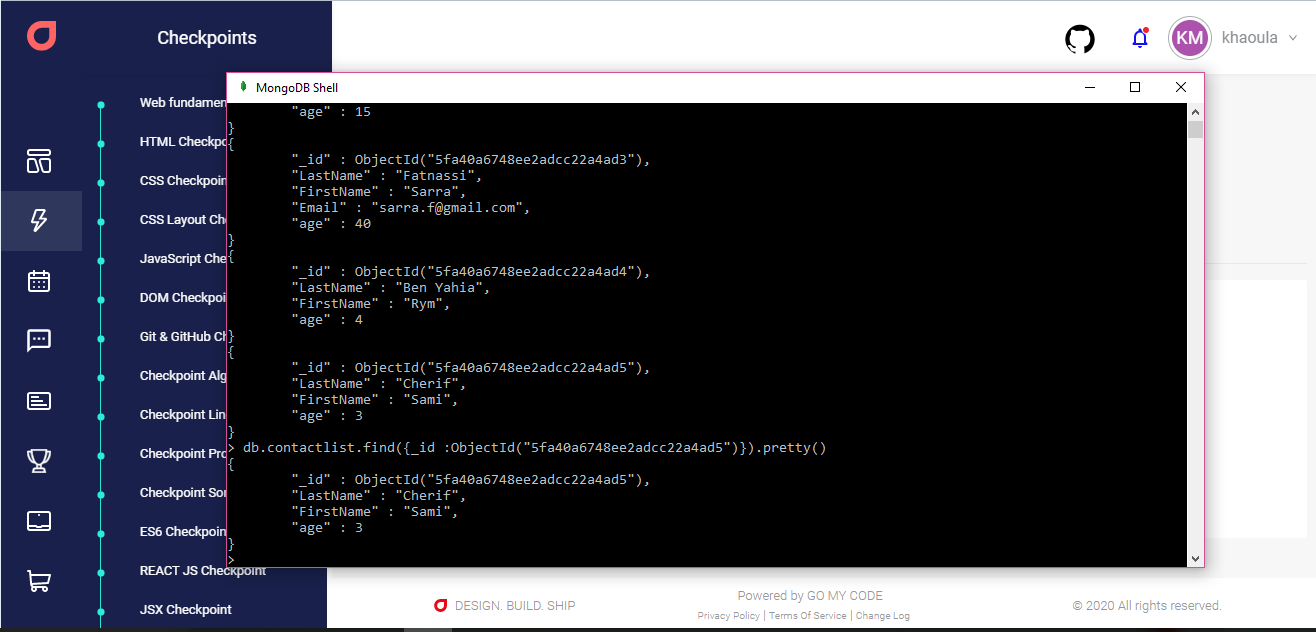 Checkpoints
KM
khaoula
MongoDB Shell
Web fundamen
HTML Checkpo
CSS Checkpoin
CSS Layout Ch
JavaScript Che
DOM Checkpoi
Git & GitHub Ch
Checkpoint Alg
Checkpoint Lin
Checkpoint Pro
Checkpoint Sor
ES6 Checkpoin
REACT JS Checkpoint
JSX Checkpoint
"age" : 15
}
{
"_id" : ObjectId("5fa40a6748ee2adcc22a4ad3"),
"LastName" : "Fatnassi",
"FirstName" : "Sarra",
"Email" : "sarra.f@gmail.com",
"age" : 40
}
{
"_id" : ObjectId("5fa40a6748ee2adcc22a4ad4"),
"LastName" : "Ben Yahia",
"FirstName" : "Rym",
"age" : 4
}
{
"_id" : ObjectId("5fa40a6748ee2adcc22a4ad5"),
"LastName" : "Cherif",
"FirstName" : "Sami",
"age" : 3
}
> db.contactlist.find({_id :ObjectId("5fa40a6748ee2adcc22a4ad5")}).pretty()
{
"_id" : ObjectId("5fa40a6748ee2adcc22a4ad5"),
"LastName" : "Cherif",
"FirstName" : "Sami",
"age" : 3
}
>
DESIGN. BUILD. SHIP
Powered by GO MY CODE
Privacy Policy | Terms Of Service | Change Log
© 2020 All rights reserved.